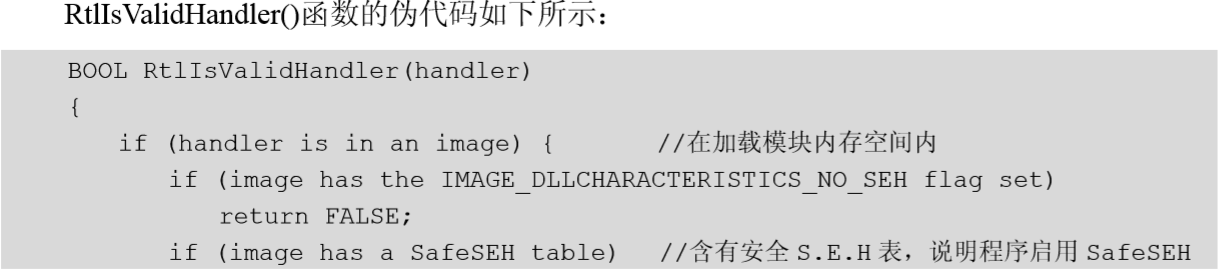 RtlIsValidHandler()函数的伪代码如下所示：
BOOL RtlIsValidHandler(handler)
{
if (handler is in an image) { //在加载模块内存空间内
if (image has the IMAGE_DLLCHARACTERISTICS_NO_SEH flag set)
return FALSE;
if (image has a SafeSEH table) //含有安全 S.E.H 表，说明程序启用 SafeSEH